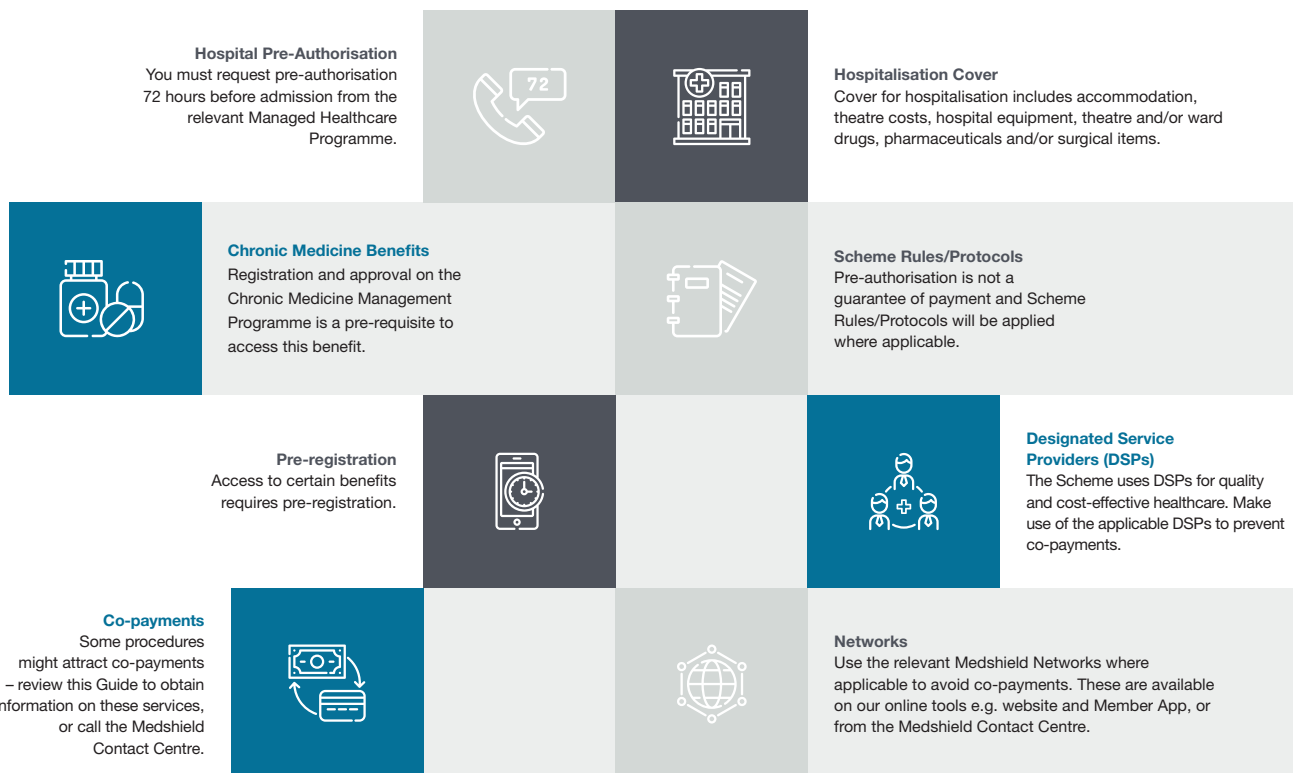 Hospital Pre-Authorisation
You must request pre-authorisation
72 hours before admission from the
relevant Managed Healthcare
Programme.
72
Hospitalisation Cover
Cover for hospitalisation includes accommodation,
theatre costs, hospital equipment, theatre and/or ward
drugs, pharmaceuticals and/or surgical items.
Chronic Medicine Benefits
Registration and approval on the
Chronic Medicine Management
Programme is a pre-requisite to
access this benefit.
Scheme Rules/Protocols
Pre-authorisation is not a
guarantee of payment and Scheme
Rules/Protocols will be applied
where applicable.
Pre-registration
Access to certain benefits
requires pre-registration.
Designated Service
Providers (DSPs)
The Scheme uses DSPs for quality
and cost-effective healthcare. Make
use of the applicable DSPs to prevent
co-payments.
Co-payments
Some procedures
might attract co-payments
– review this Guide to obtain
nformation on these services,
or call the Medshield
Contact Centre.
Networks
Use the relevant Medshield Networks where
applicable to avoid co-payments. These are available
on our online tools e.g. website and Member App, or
from the Medshield Contact Centre.